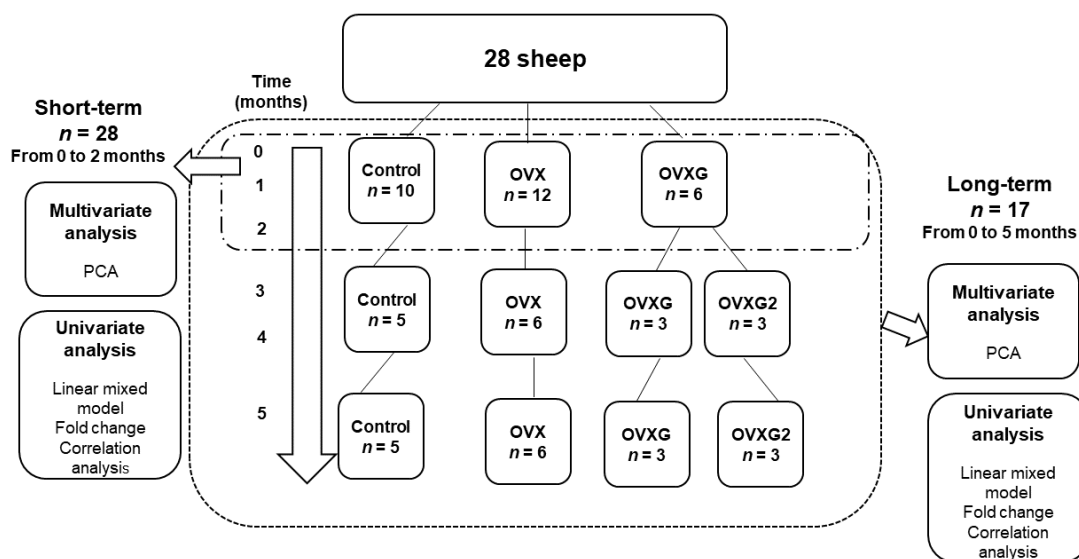 28 sheep
Short-term
n = 28
From 0 to 2 months
Multivariate
analysis
PCA
Univariate
analysis
Linear mixed
model
Fold change
Correlation
analysis
Time
(months)
0
1
2
3
4
5
Control
n = 10
OVX
n = 12
OVXG
n = 6
Control
n = 5
OVX
n = 6
OVXG
n = 3
OVXG2
n = 3
Control
n = 5
OVX
n = 6
OVXG
n = 3
OVXG2
n = 3
Long-term
n = 17
From 0 to 5 months
Multivariate
analysis
PCA
Univariate
analysis
Linear mixed
model
Fold change
Correlation
analysis